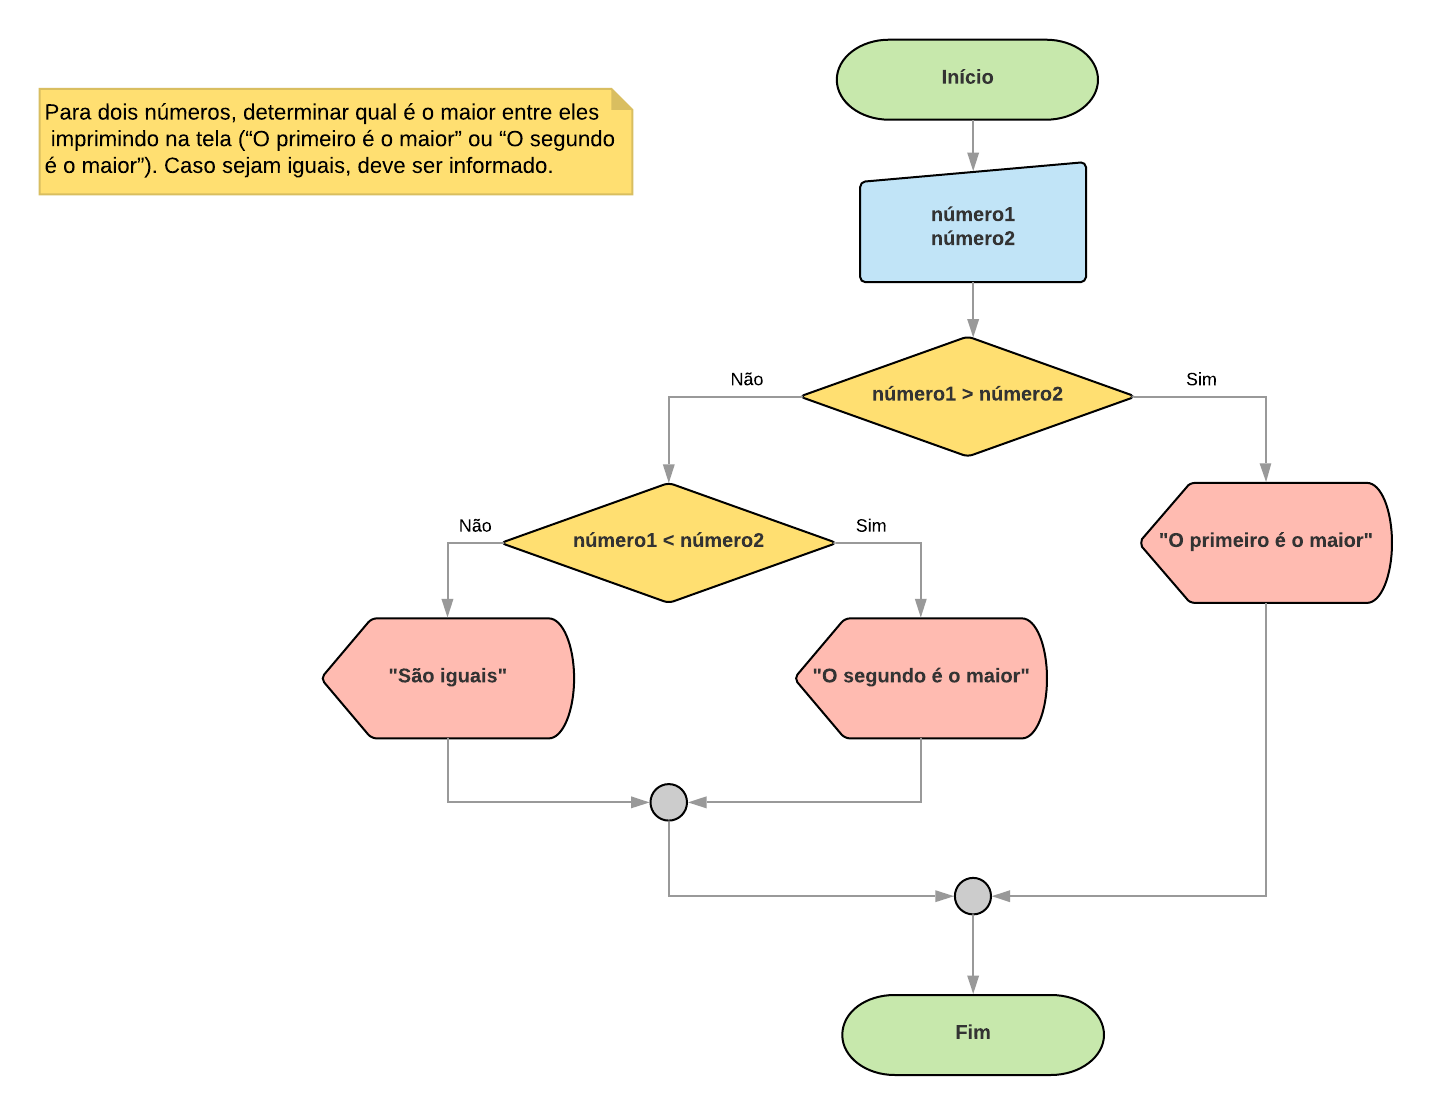 Início
Para dois números, determinar qual é o maior entre eles
imprimindo na tela (“O primeiro é o maior” ou “O segundo
é o maior”). Caso sejam iguais, deve ser informado.
número1
número2
Não
Sim
número1 > número2
Não
Sim
número1 < número2
"O primeiro é o maior"
"São iguais"
"O segundo é o maior"
Fim